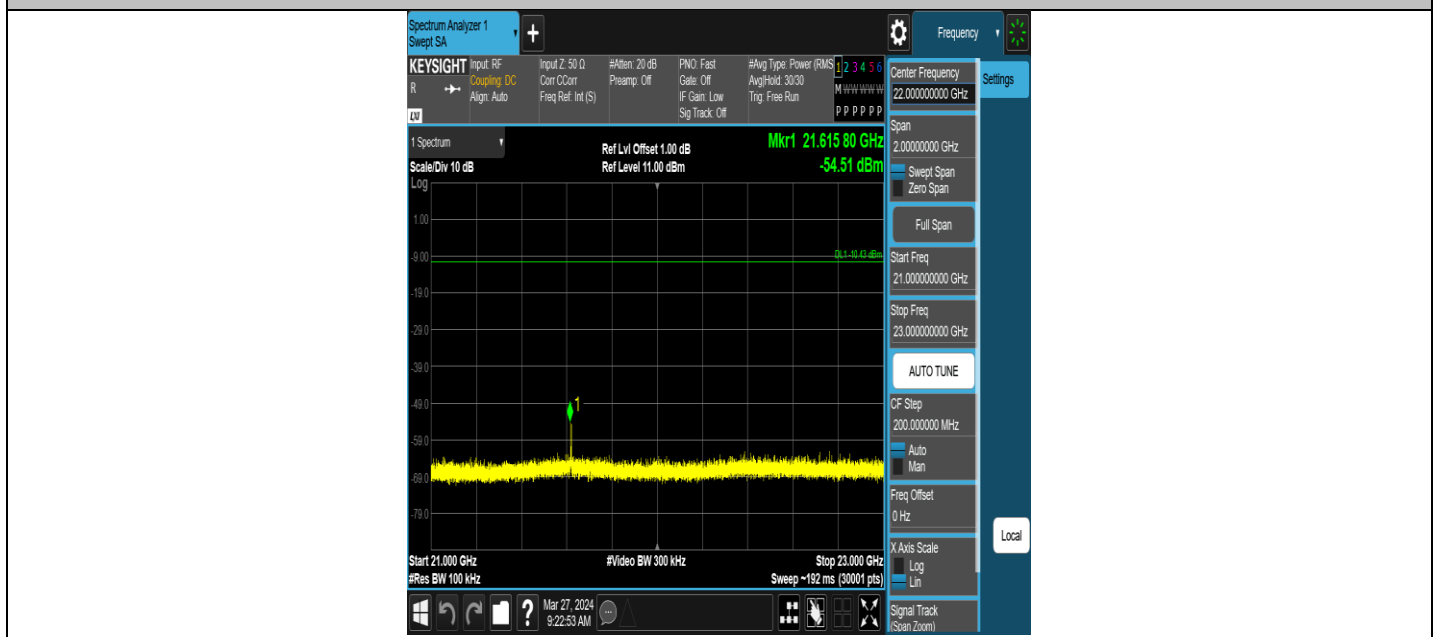 Spectrum Analyzer 1
Swept SA
+
Frequency
KEYSIGHT
R
LXI
Input: RF
Coupling: DC
Align: Auto
Input Z: 50 Ω
Corr CCorr
Freq Ref: Int (S)
#Atten: 20 dB
Preamp: Off
PNO: Fast
Gate: Off
IF Gain: Low
Sig Track: Off
#Avg Type: Power (RMS
Avg|Hold: 30/30
Trig: Free Run
1 2 3 4 5 6
M W W W W W
P P P P P P
1 Spectrum
Scale/Div 10 dB
Log
Ref Lvl Offset 1.00 dB
Ref Level 11.00 dBm
Mkr1 21.615 80 GHz
-54.51 dBm
1.00
-9.00
DL1 -10.43 dBm
-19.0
-29.0
-39.0
-49.0
1
-59.0
-69.0
-79.0
Start 21.000 GHz
#Res BW 100 kHz
#Video BW 300 kHz
Stop 23.000 GHz
Sweep ~192 ms (30001 pts)
?
Mar 27, 2024
9:22:53 AM
Center Frequency
22.000000000 GHz
Settings
Span
2.00000000 GHz
Swept Span
Zero Span
Full Span
Start Freq
21.000000000 GHz
Stop Freq
23.000000000 GHz
AUTO TUNE
CF Step
200.000000 MHz
Auto
Man
Freq Offset
0 Hz
X Axis Scale
Log
Lin
Local
Signal Track
(Span Zoom)